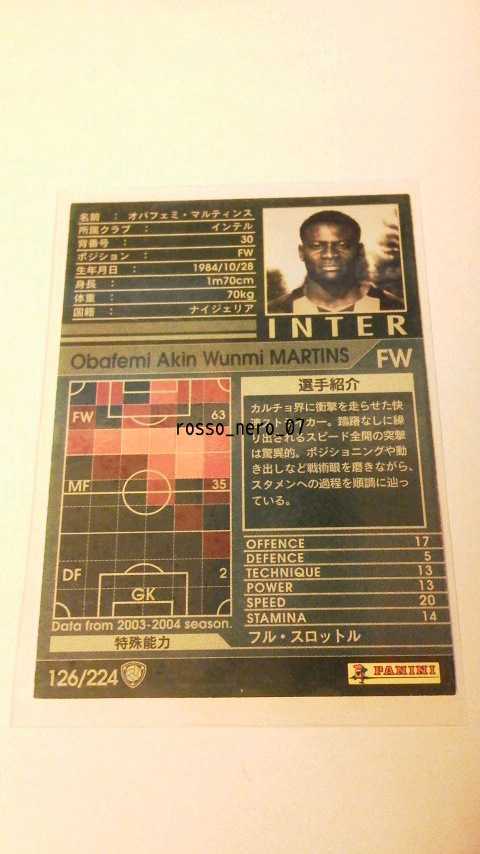 名前 : オバフェミ・マルティンス
所属クラブ : インテル
背番号 : 30
ポジション : FW
生年月日 : 1984/10/28
身長 : 1m70cm
体重 : 70kg
国籍 : ナイジェリア
INTER
Obafemi Akin Wunmi MARTINS FW
FW 63
MF 35
DF 2
GK
Data from 2003-2004 season.
選手紹介
カルチョ界に衝撃を走らせた快
カー。躊躇なしに繰
り出されるスピード全開の突撃
は驚異的。ポジショニングや動
き出しなど戦術眼を磨きながら、
スタメンへの過程を順調に辿っ
ている。
rosso_nero_07
OFFENCE 17
DEFENCE 5
TECHNIQUE 13
POWER 13
SPEED 20
STAMINA 14
特殊能力 フル・スロットル
126/224
PANINI